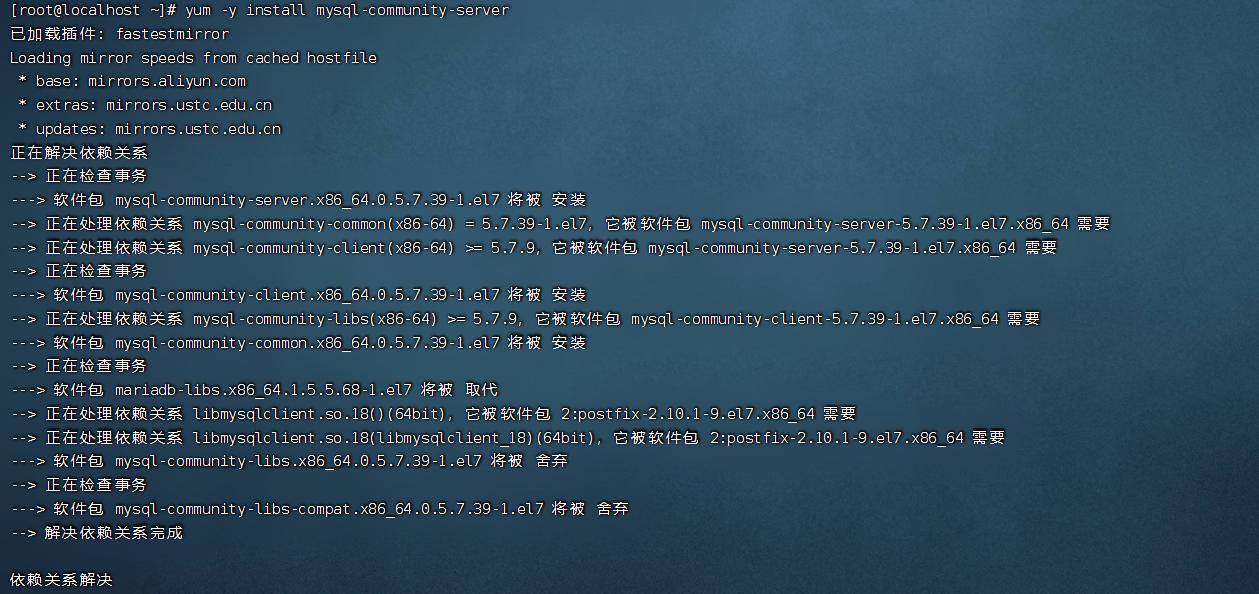 [root@localhost ~]# yum -y install mysql-community-server
已加载插件: fastestmirror
Loading mirror speeds from cached hostfile
 * base: mirrors.aliyun.com
 * extras: mirrors.ustc.edu.cn
 * updates: mirrors.ustc.edu.cn
正在解决依赖关系
--> 正在检查事务
---> 软件包 mysql-community-server.x86_64.0.5.7.39-1.el7 将被 安装
--> 正在处理依赖关系 mysql-community-common(x86-64) = 5.7.39-1.el7，它被软件包 mysql-community-server-5.7.39-1.el7.x86_64 需要
--> 正在处理依赖关系 mysql-community-client(x86-64) >= 5.7.9，它被软件包 mysql-community-server-5.7.39-1.el7.x86_64 需要
--> 正在检查事务
---> 软件包 mysql-community-client.x86_64.0.5.7.39-1.el7 将被 安装
--> 正在处理依赖关系 mysql-community-libs(x86-64) >= 5.7.9，它被软件包 mysql-community-client-5.7.39-1.el7.x86_64 需要
---> 软件包 mysql-community-common.x86_64.0.5.7.39-1.el7 将被 安装
--> 正在检查事务
---> 软件包 mariadb-libs.x86_64.1.5.5.68-1.el7 将被 取代
--> 正在处理依赖关系 libmysqlclient.so.18()(64bit)，它被软件包 2:postfix-2.10.1-9.el7.x86_64 需要
--> 正在处理依赖关系 libmysqlclient.so.18(libmysqlclient_18)(64bit)，它被软件包 2:postfix-2.10.1-9.el7.x86_64 需要
---> 软件包 mysql-community-libs.x86_64.0.5.7.39-1.el7 将被 舍弃
--> 正在检查事务
---> 软件包 mysql-community-libs-compat.x86_64.0.5.7.39-1.el7 将被 舍弃
--> 解决依赖关系完成
依赖关系解决